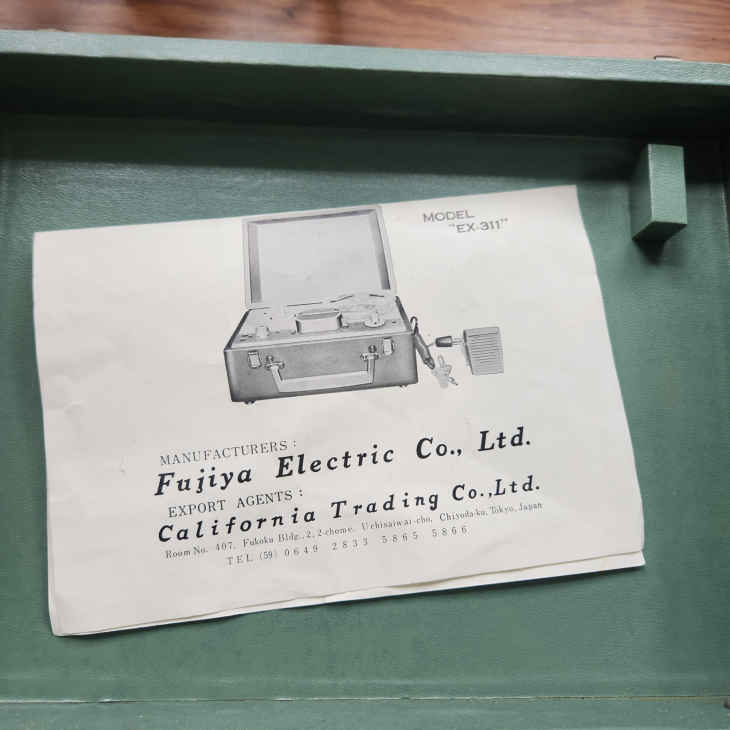 MODEL
"EX-311"
MANUFACTURERS:
Fujiya Electric Co., Ltd.
EXPORT AGENTS:
California Trading Co.,Ltd.
Room No. 407, Fukoku Bldg., 2, 2-chome, Uchisaiwai-cho, Chiyoda-ku, Tokyo, Japan
TEL (59) 0649 2833 5865 5866